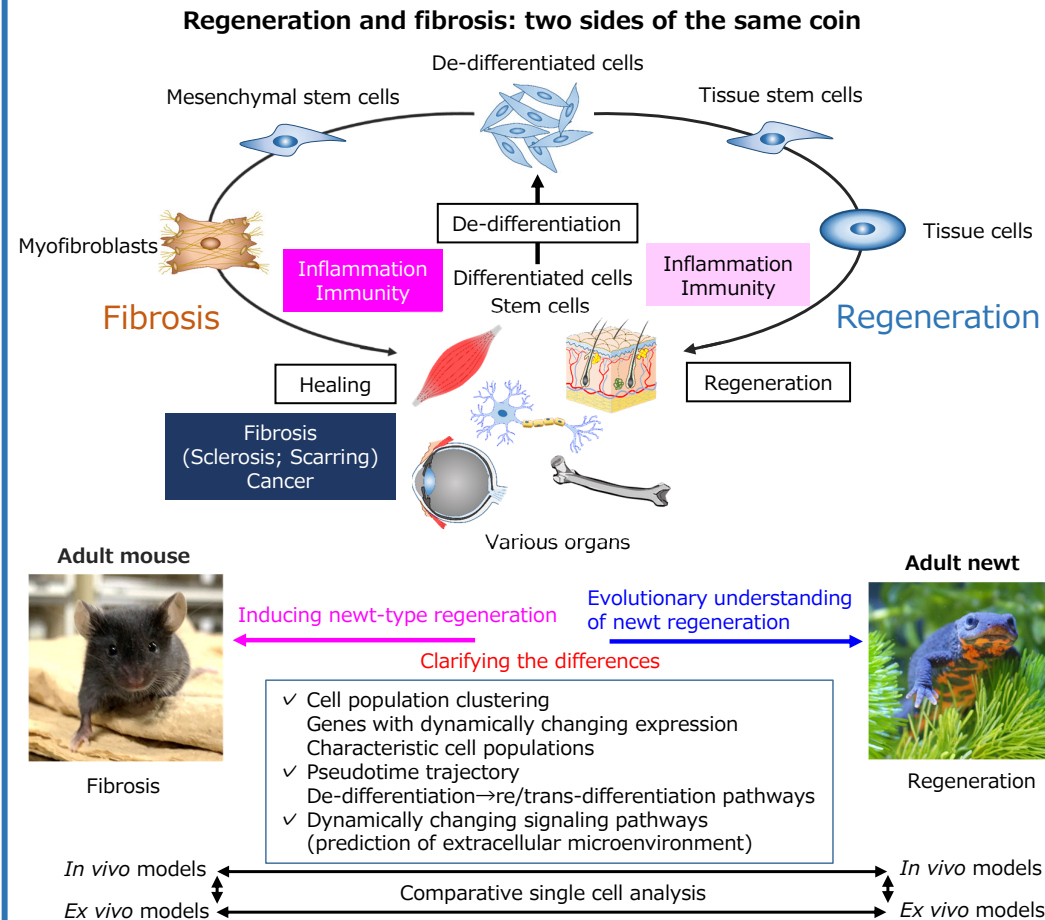 Regeneration and fibrosis: two sides of the same coin
De-differentiated cells
Mesenchymal stem cells
Tissue stem cells
De-differentiation
Myofibroblasts
Tissue cells
Inflammation
Immunity
Differentiated cells
Stem cells
Inflammation
Immunity
Fibrosis
Regeneration
Healing
Regeneration
Fibrosis
(Sclerosis; Scarring)
Cancer
Various organs
Adult mouse
Adult newt
Inducing newt-type regeneration
Evolutionary understanding
of newt regeneration
Clarifying the differences
✓ Cell population clustering
Genes with dynamically changing expression
Characteristic cell populations
✓ Pseudotime trajectory
De-differentiation→re/trans-differentiation pathways
✓ Dynamically changing signaling pathways
(prediction of extracellular microenvironment)
Fibrosis
Regeneration
In vivo models
In vivo models
Comparative single cell analysis
Ex vivo models
Ex vivo models